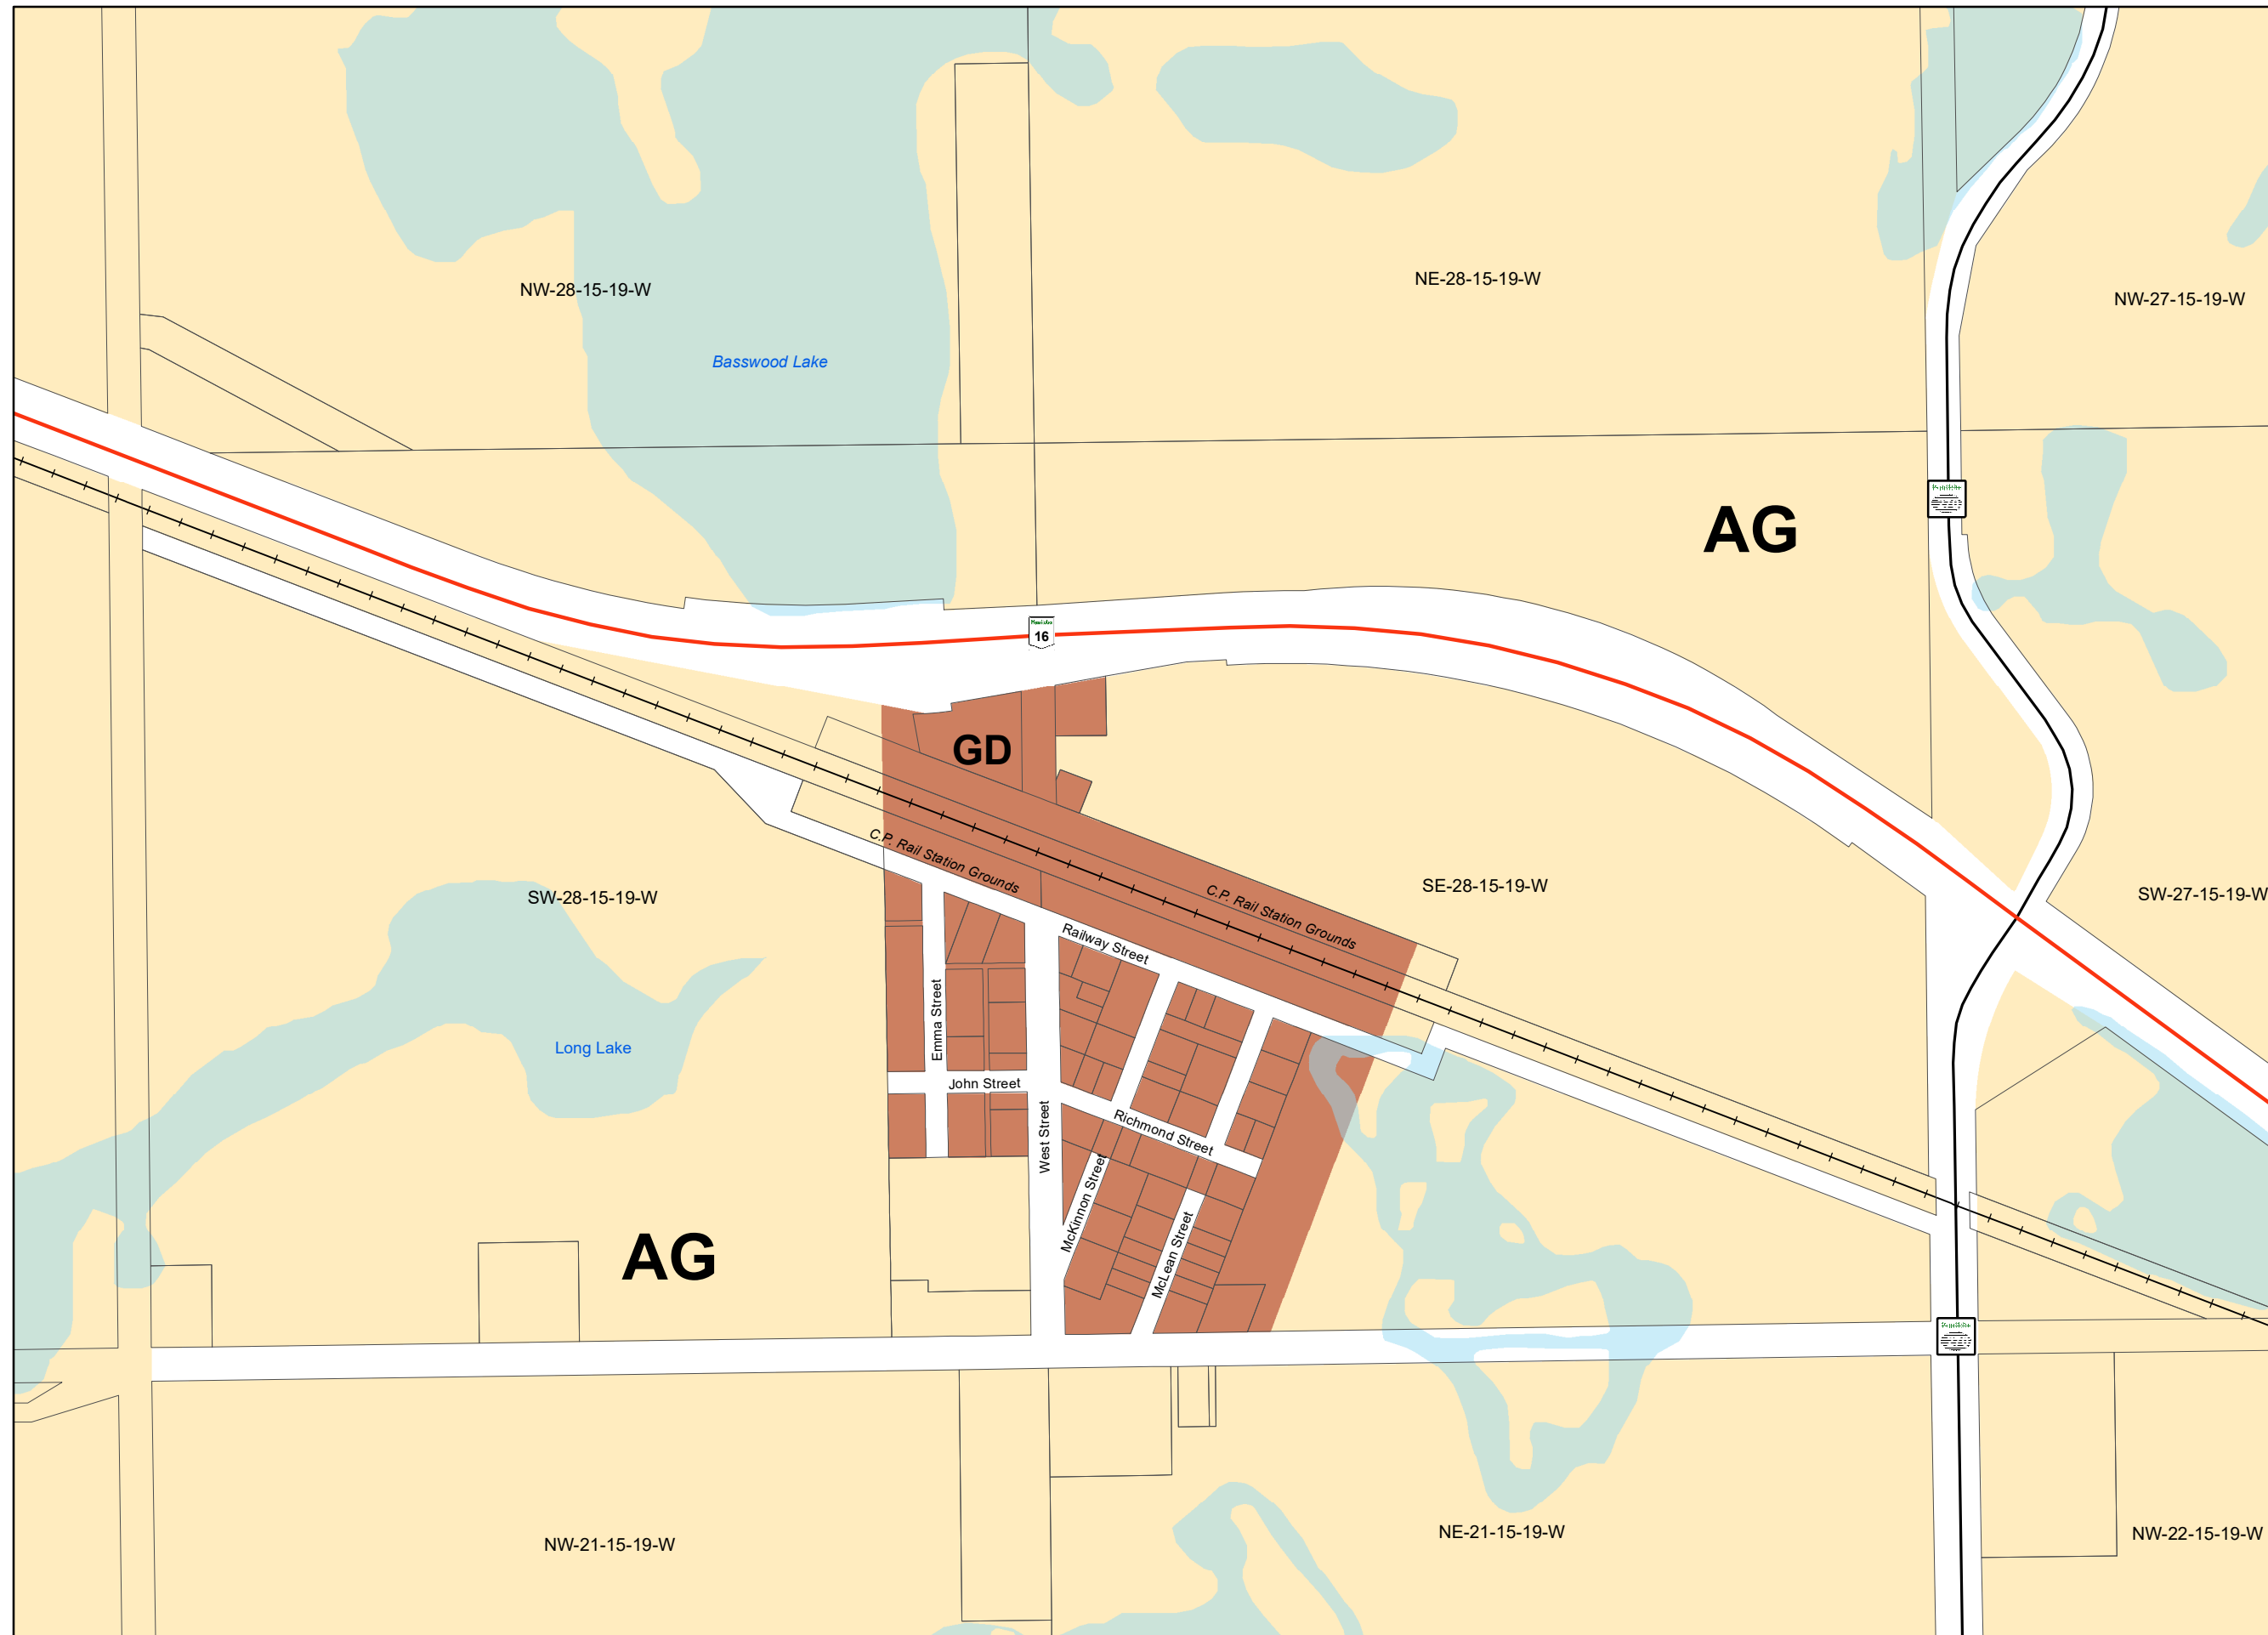 NE-28-15-19-W
NW-28-15-19-W
NW-27-15-19-W
Basswood Lake
AG
Manitoba
16
GD
C.P. Rail Station Grounds
SE-28-15-19-W
SW-27-15-19-W
SW-28-15-19-W
C.P. Rail Station Grounds
Railway Street
Emma Street
Long Lake
John Street
Richmond Street
West Street
McKinnon Street
McLean Street
AG
NE-21-15-19-W
NW-22-15-19-W
NW-21-15-19-W